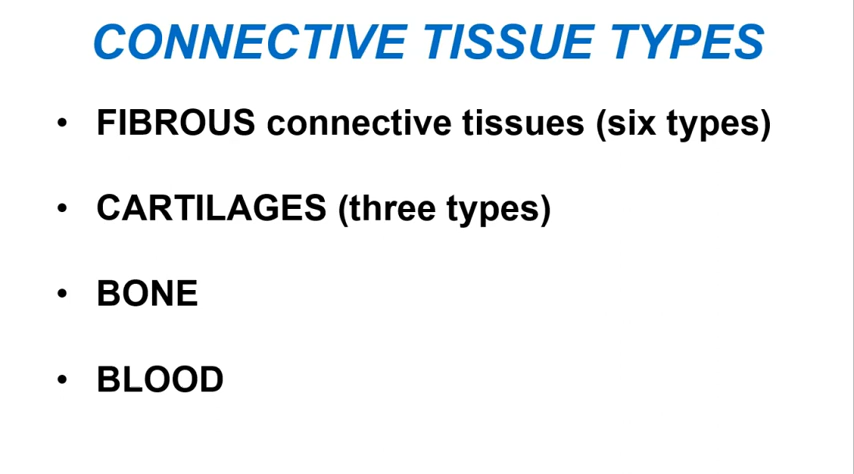 CONNECTIVE TISSUE TYPES
• FIBROUS connective tissues (six types)
• CARTILAGES (three types)
• BONE
• BLOOD